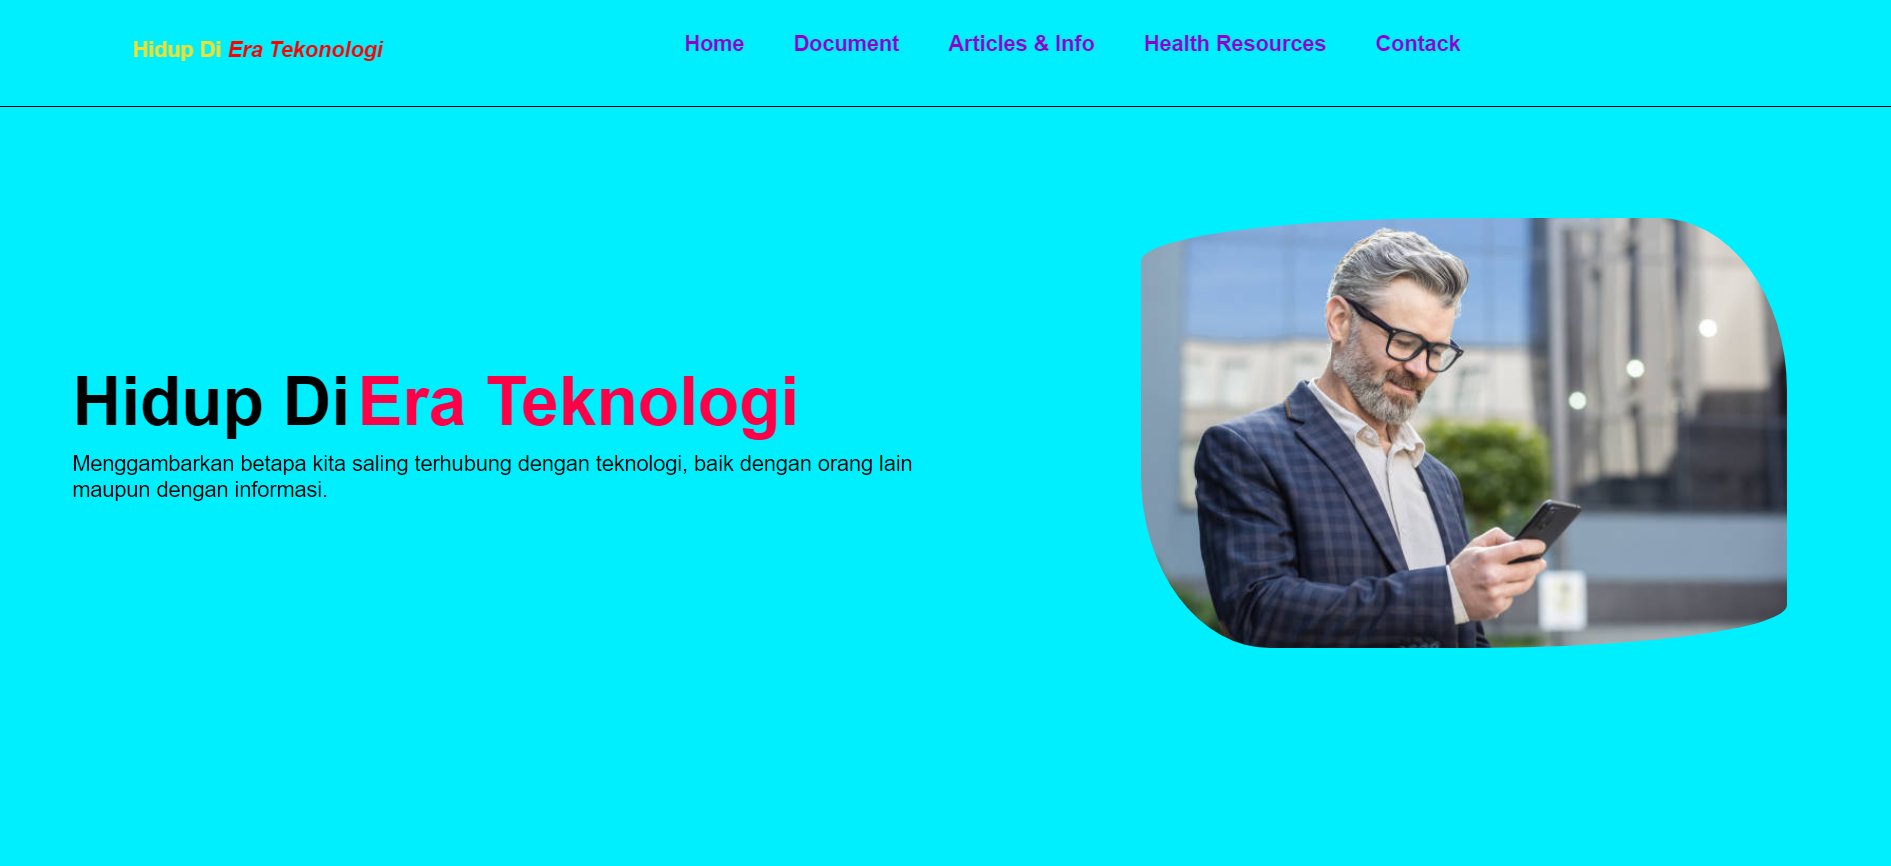 Hidup Di Era Tekonologi
Home Document Articles & Info Health Resources Contack
Hidup Di Era Teknologi
Menggambarkan betapa kita saling terhubung dengan teknologi, baik dengan orang lain
maupun dengan informasi.